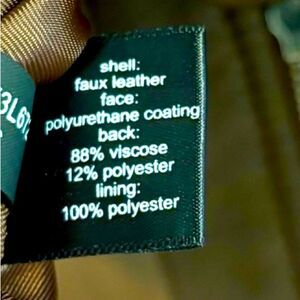 shell:
faux leather
face:
polyurethane coating
back:
88% viscose
12% polyester
lining:
100% polyester